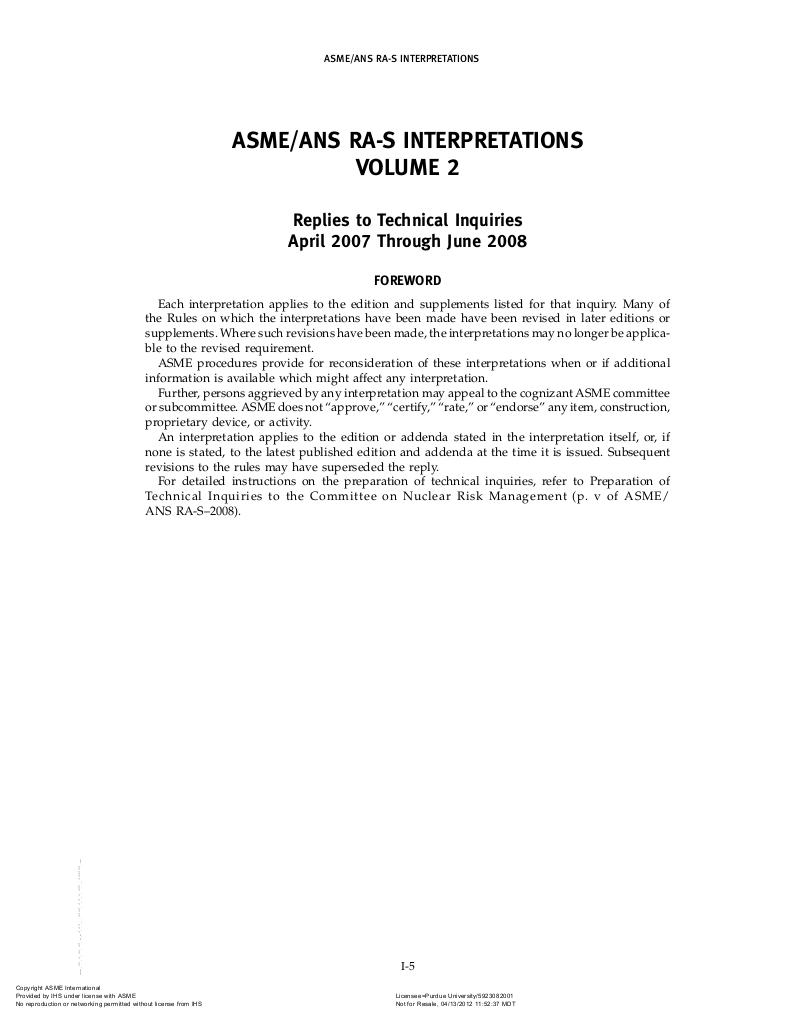 ASME/ANS RA-S INTERPRETATIONS
ASME/ANS RA-S INTERPRETATIONS
VOLUME 2
Replies to Technical Inquiries
April 2007 Through June 2008
FOREWORD
Each interpretation applies to the edition and supplements listed for that inquiry. Many of
the Rules on which the interpretations have been made have been revised in later editions or
supplements. Where such revisions have been made, the interpretations may no longer be applica-
ble to the revised requirement.
ASME procedures provide for reconsideration of these interpretations when or if additional
information is available which might affect any interpretation.
Further, persons aggrieved by any interpretation may appeal to the cognizant ASME committee
or subcommittee. ASME does not “approve,” “certify,” “rate,” or “endorse” any item, construction,
proprietary device, or activity.
An interpretation applies to the edition or addenda stated in the interpretation itself, or, if
none is stated, to the latest published edition and addenda at the time it is issued. Subsequent
revisions to the rules may have superseded the reply.
For detailed instructions on the preparation of technical inquiries, refer to Preparation of
Technical Inquiries to the Committee on Nuclear Risk Management (p. v of ASME/
ANS RA-S–2008).
I-5
Copyright ASME International
Provided by IHS under license with ASME
No reproduction or networking permitted without license from IHS
Licensee=Purdue University/5923082001
Not for Resale, 04/13/2012 11:52:37 MDT